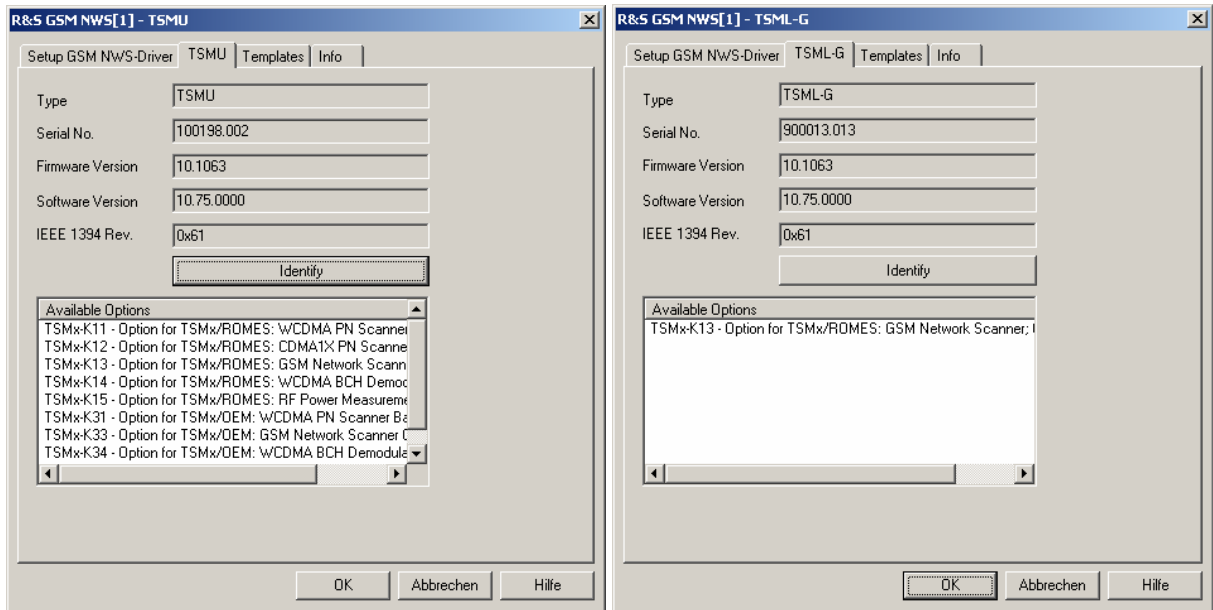 R&S GSM NWS[1] - TSMU
Setup GSM NWS-Driver TSMU Templates Info
Type TSMU
Serial No. 100198.002
Firmware Version 10.1063
Software Version 10.75.0000
IEEE 1394 Rev. 0x61
Identify
Available Options
TSMx-K11 - Option for TSMx/ROMES: WCDMA PN Scanner
TSMx-K12 - Option for TSMx/ROMES: CDMA1X PN Scanne
TSMx-K13 - Option for TSMx/ROMES: GSM Network Scann
TSMx-K14 - Option for TSMx/ROMES: WCDMA BCH Demod
TSMx-K15 - Option for TSMx/ROMES: RF Power Measureme
TSMx-K31 - Option for TSMx/OEM: WCDMA PN Scanner Ba
TSMx-K33 - Option for TSMx/OEM: GSM Network Scanner
TSMx-K34 - Option for TSMx/OEM: WCDMA BCH Demodula
OK Abbrechen Hilfe
R&S GSM NWS[1] - TSML-G
Setup GSM NWS-Driver TSML-G Templates Info
Type TSML-G
Serial No. 900013.013
Firmware Version 10.1063
Software Version 10.75.0000
IEEE 1394 Rev. 0x61
Identify
Available Options
TSMx-K13 - Option for TSMx/ROMES: GSM Network Scanner;
OK Abbrechen Hilfe